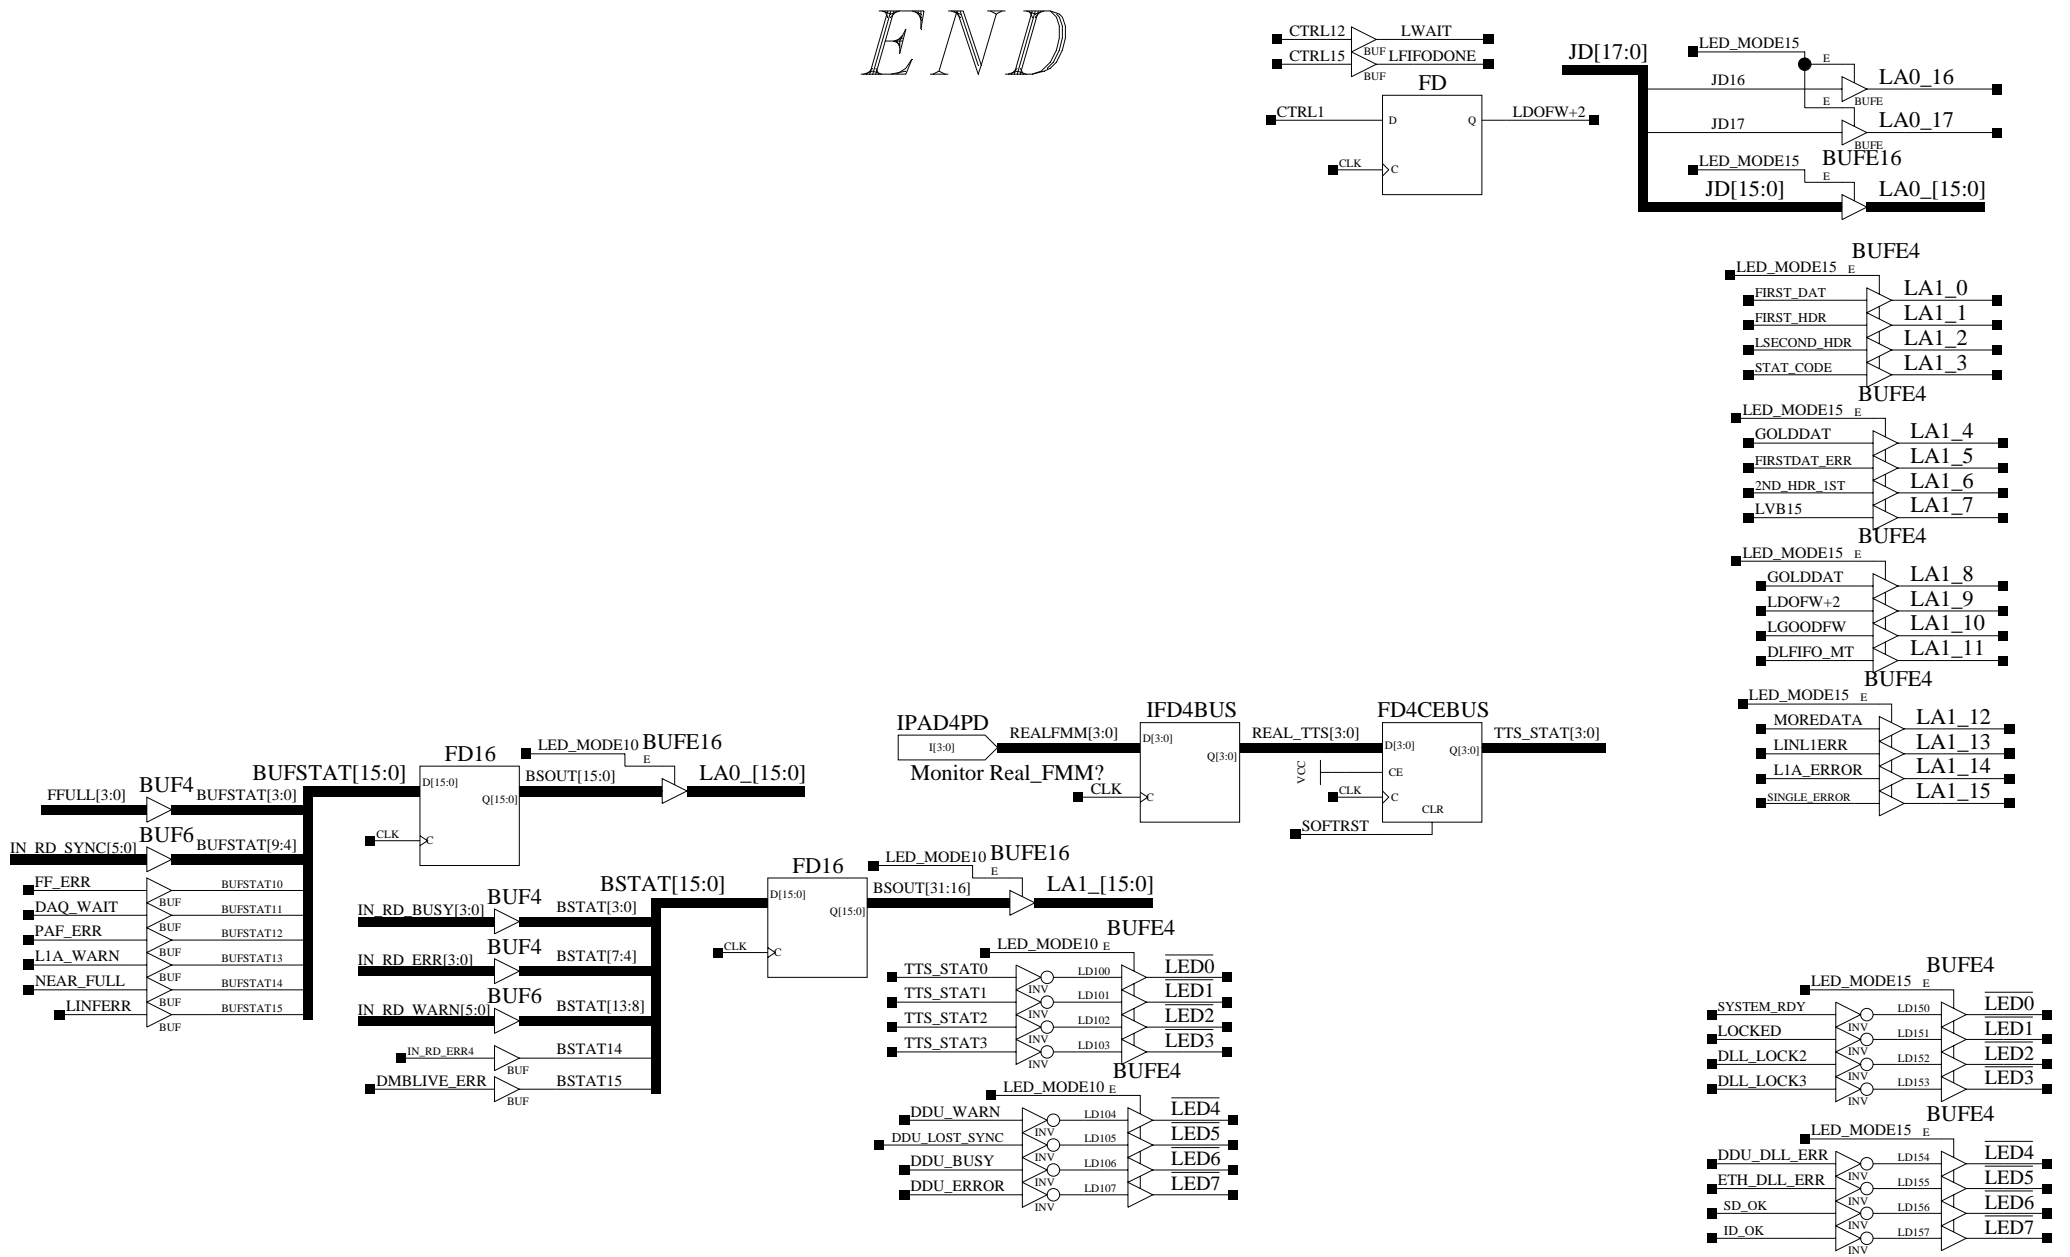 END
CTRL12
BUF
LWAIT
CTRL15
BUF
LFIFODONE
FD
CTRL1
D
Q
LDOFW+2
CLK
C
JD[17:0]
LED_MODE15
E
JD16
BUFE
LA0_16
E
JD17
BUFE
LA0_17
LED_MODE15
BUFE16
E
JD[15:0]
LA0_[15:0]
BUFE4
LED_MODE15
E
FIRST_DAT
LA1_0
FIRST_HDR
LA1_1
LSECOND_HDR
LA1_2
STAT_CODE
LA1_3
BUFE4
LED_MODE15
E
GOLDDAT
LA1_4
FIRSTDAT_ERR
LA1_5
2ND_HDR_1ST
LA1_6
LVB15
LA1_7
BUFE4
LED_MODE15
E
GOLDDAT
LA1_8
LDOFW+2
LA1_9
LGOODFW
LA1_10
DLFIFO_MT
LA1_11
BUFE4
LED_MODE15
E
MOREDATA
LA1_12
LINL1ERR
LA1_13
L1A_ERROR
LA1_14
SINGLE_ERROR
LA1_15
IPAD4PD
I[3:0]
REALFMM[3:0]
Monitor Real_FMM?
IFD4BUS
D[3:0]
Q[3:0]
CLK
C
REAL_TTS[3:0]
FD4CEBUS
D[3:0]
Q[3:0]
VCC
CE
CLK
C
CLR
SOFTRST
TTS_STAT[3:0]
FFULL[3:0]
BUF4
BUFSTAT[3:0]
IN_RD_SYNC[5:0]
BUF6
BUFSTAT[9:4]
FF_ERR
BUF
BUFSTAT10
DAQ_WAIT
BUF
BUFSTAT11
PAF_ERR
BUF
BUFSTAT12
L1A_WARN
BUF
BUFSTAT13
NEAR_FULL
BUF
BUFSTAT14
LINFERR
BUF
BUFSTAT15
BUFSTAT[15:0]
FD16
D[15:0]
Q[15:0]
CLK
C
BSOUT[15:0]
LED_MODE10
E
BUFE16
LA0_[15:0]
IN_RD_BUSY[3:0]
BUF4
BSTAT[3:0]
IN_RD_ERR[3:0]
BUF4
BSTAT[7:4]
IN_RD_WARN[5:0]
BUF6
BSTAT[13:8]
IN_RD_ERR4
BUF
BSTAT14
DMBLIVE_ERR
BUF
BSTAT15
BSTAT[15:0]
FD16
D[15:0]
Q[15:0]
CLK
C
BSOUT[31:16]
LED_MODE10
E
BUFE16
LA1_[15:0]
BUFE4
LED_MODE10
E
TTS_STAT0
INV
LD100
LED0
TTS_STAT1
INV
LD101
LED1
TTS_STAT2
INV
LD102
LED2
TTS_STAT3
INV
LD103
LED3
BUFE4
LED_MODE10
E
DDU_WARN
INV
LD104
LED4
DDU_LOST_SYNC
INV
LD105
LED5
DDU_BUSY
INV
LD106
LED6
DDU_ERROR
INV
LD107
LED7
BUFE4
LED_MODE15
E
SYSTEM_RDY
INV
LD150
LED0
LOCKED
INV
LD151
LED1
DLL_LOCK2
INV
LD152
LED2
DLL_LOCK3
INV
LD153
LED3
BUFE4
LED_MODE15
E
DDU_DLL_ERR
INV
LD154
LED4
ETH_DLL_ERR
INV
LD155
LED5
SD_OK
INV
LD156
LED6
ID_OK
INV
LD157
LED7